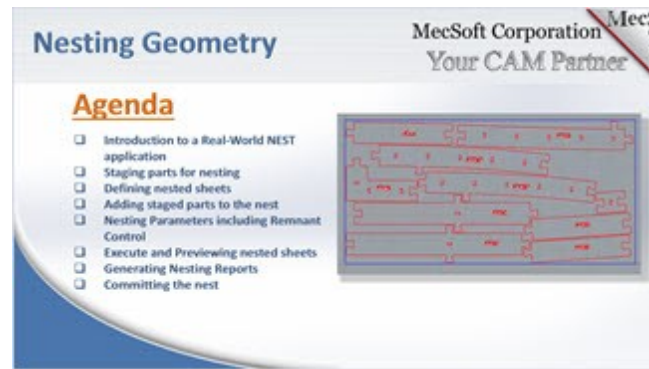 Nesting Geometry
MecSoft Corporation
Your CAM Partner
Agenda
Introduction to a Real-World NEST
application
Staging parts for nesting
Defining nested sheets
Adding staged parts to the nest
Nesting Parameters including Remnant
Control
Execute and Previewing nested sheets
Generating Nesting Reports
Committing the nest